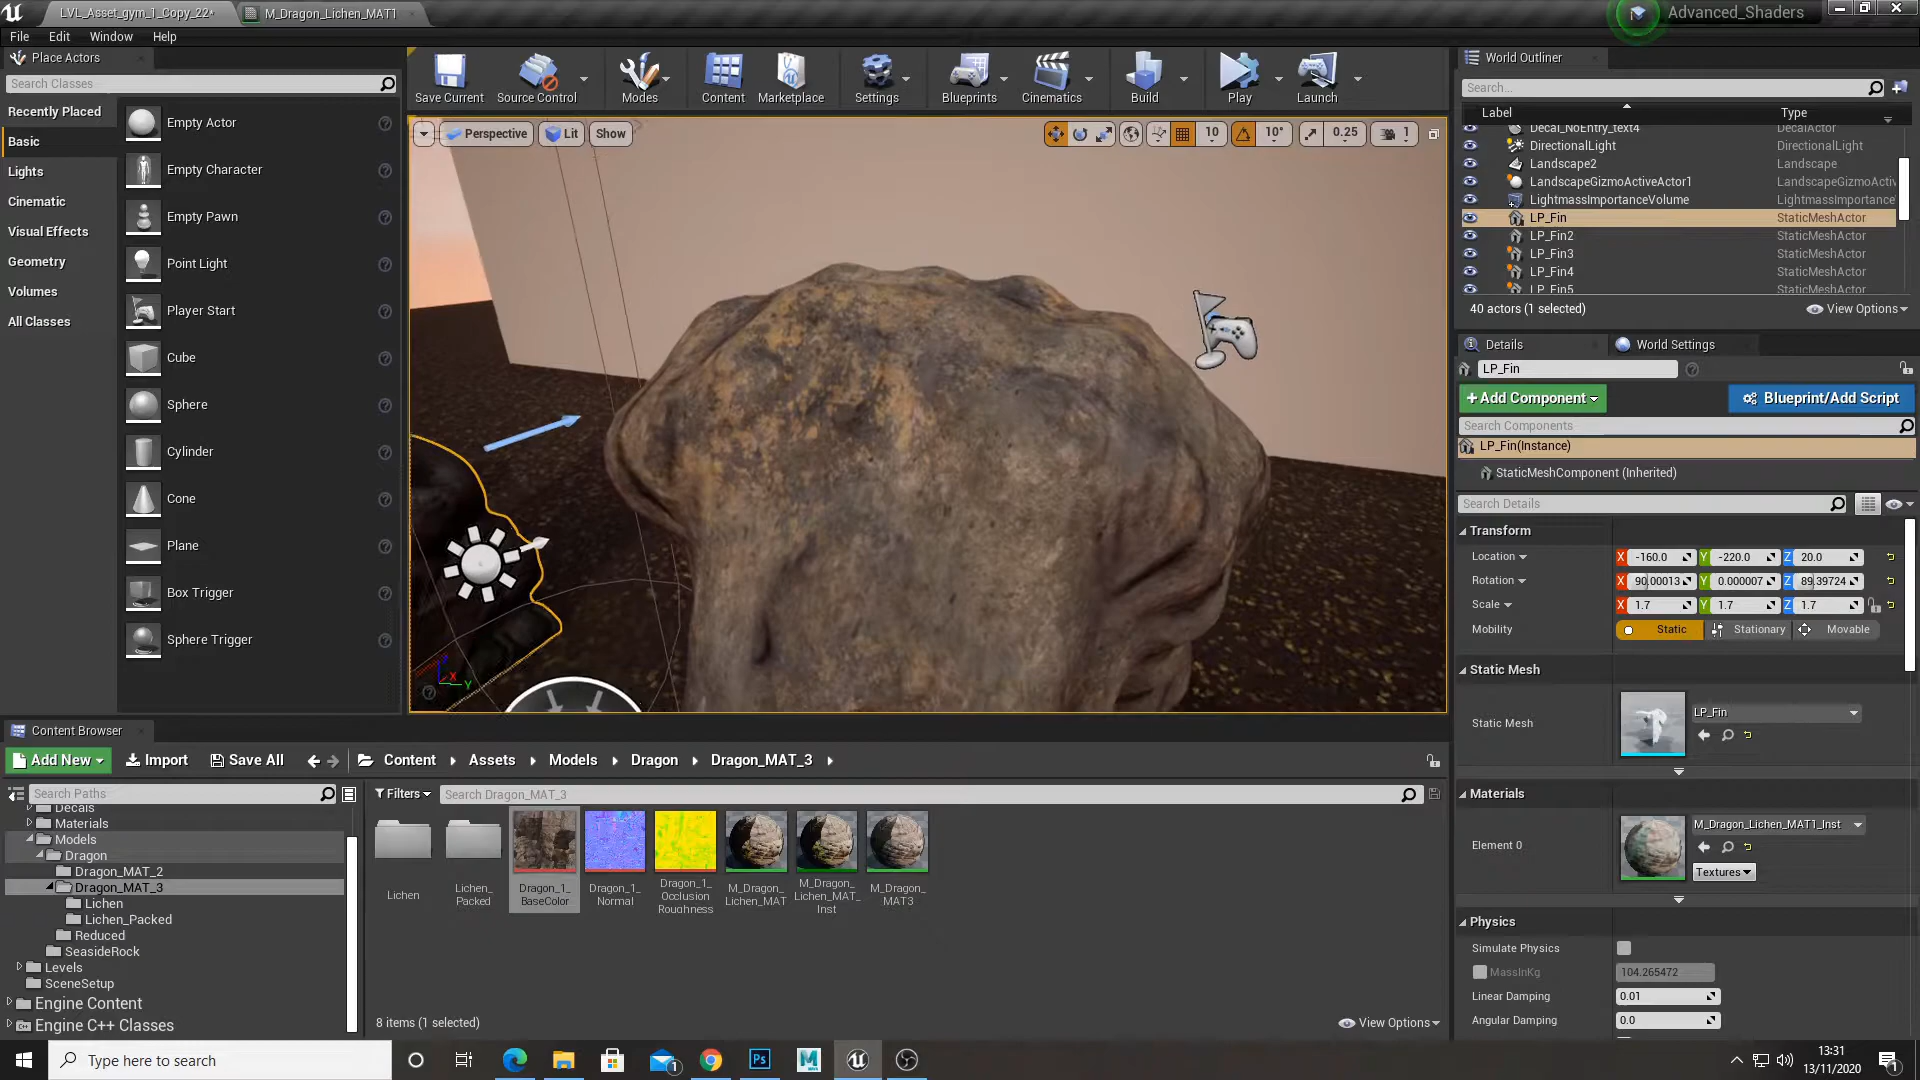 LVL_Asset_gym_1_Copy_22*
M_Dragon_Lichen_MAT1
Advanced_Shaders
File Edit Window Help
Place Actors
Search Classes
Recently Placed
Basic
Lights
Cinematic
Visual Effects
Geometry
Volumes
All Classes
Empty Actor
Empty Character
Empty Pawn
Point Light
Player Start
Cube
Sphere
Cylinder
Cone
Plane
Box Trigger
Sphere Trigger
Save Current
Source Control
Modes
Content
Marketplace
Settings
Blueprints
Cinematics
Build
Play
Launch
Perspective Lit Show
10 10° 0.25 1
X
Y
World Outliner
Search...
Label Type
Decal_NoEntry_text4 DecalActor
DirectionalLight DirectionalLight
Landscape2 Landscape
LandscapeGizmoActiveActor1 LandscapeGizmoActiv
LightmassImportanceVolume LightmassImportance
LP_Fin StaticMeshActor
LP_Fin2 StaticMeshActor
LP_Fin3 StaticMeshActor
LP_Fin4 StaticMeshActor
LP_Fin5 StaticMeshActor
40 actors (1 selected) View Options
Details World Settings
LP_Fin
+Add Component Blueprint/Add Script
Search Components
LP_Fin(Instance)
StaticMeshComponent (Inherited)
Search Details
Transform
Location X -160.0 Y -220.0 Z 20.0
Rotation X 90.00013 Y 0.000007 Z 89.39724
Scale X 1.7 Y 1.7 Z 1.7
Mobility Static Stationary Movable
Static Mesh
Static Mesh LP_Fin
Materials
Element 0 M_Dragon_Lichen_MAT1_Inst
Textures
Physics
Simulate Physics
MassInKg 104.265472
Linear Damping 0.01
Angular Damping 0.0
Content Browser
Add New Import Save All Content Assets Models Dragon Dragon_MAT_3
Search Paths
Filters Search Dragon_MAT_3
Decals
Materials
Models
Dragon
Dragon_MAT_2
Dragon_MAT_3
Lichen
Lichen_Packed
Reduced
SeasideRock
Levels
SceneSetup
Engine Content
Engine C++ Classes
Lichen
Lichen_
Packed
Dragon_1_
BaseColor
Dragon_1_
Normal
Dragon_1_
Occlusion
Roughness
M_Dragon_
Lichen_MAT
M_Dragon_
Lichen_MAT_
Inst
M_Dragon_
MAT3
8 items (1 selected) View Options
Type here to search
1
Ps
13:31
13/11/2020
1